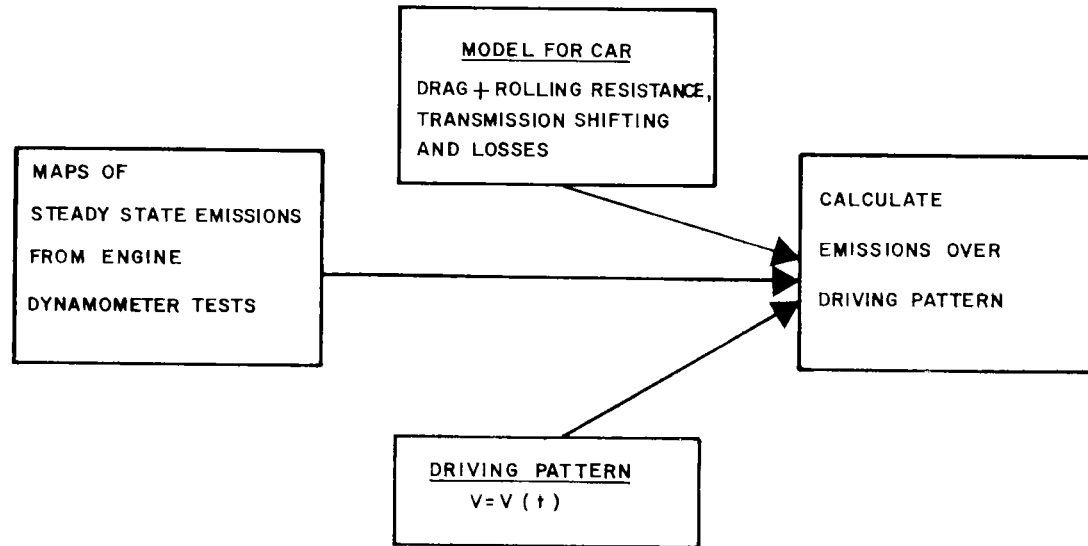 MODEL FOR CAR
DRAG + ROLLING RESISTANCE,
TRANSMISSION SHIFTING
AND LOSSES
MAPS OF
STEADY STATE EMISSIONS
FROM ENGINE
DYNAMOMETER TESTS
CALCULATE
EMISSIONS OVER
DRIVING PATTERN
DRIVING PATTERN
V = V (t)